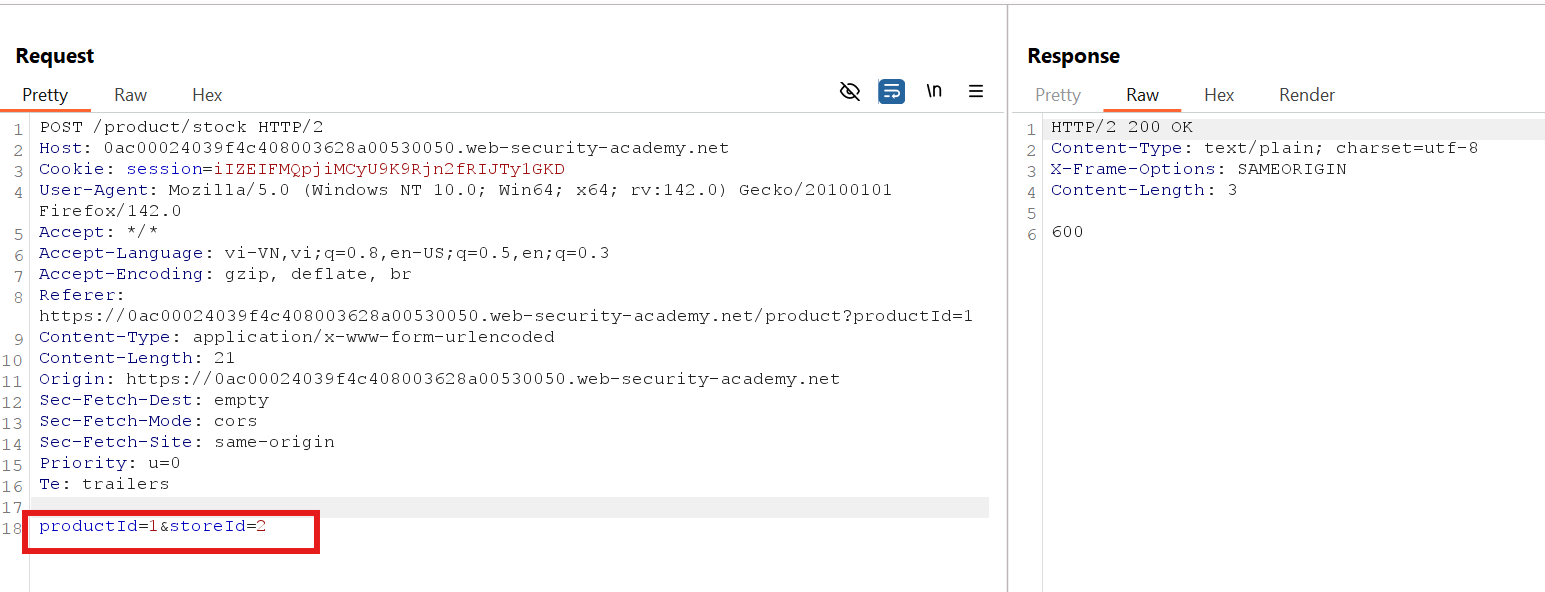 Request
Pretty Raw Hex
\n
1 POST /product/stock HTTP/2
2 Host: 0ac00024039f4c408003628a00530050.web-security-academy.net
3 Cookie: session=iIZEIFMQpjiMCyU9K9Rjn2fRIJTy1GKD
4 User-Agent: Mozilla/5.0 (Windows NT 10.0; Win64; x64; rv:142.0) Gecko/20100101
Firefox/142.0
5 Accept: */*
6 Accept-Language: vi-VN,vi;q=0.8,en-US;q=0.5,en;q=0.3
7 Accept-Encoding: gzip, deflate, br
8 Referer:
https://0ac00024039f4c408003628a00530050.web-security-academy.net/product?productId=1
9 Content-Type: application/x-www-form-urlencoded
10 Content-Length: 21
11 Origin: https://0ac00024039f4c408003628a00530050.web-security-academy.net
12 Sec-Fetch-Dest: empty
13 Sec-Fetch-Mode: cors
14 Sec-Fetch-Site: same-origin
15 Priority: u=0
16 Te: trailers
17
18 productId=1&storeId=2
Response
Pretty Raw Hex Render
1 HTTP/2 200 OK
2 Content-Type: text/plain; charset=utf-8
3 X-Frame-Options: SAMEORIGIN
4 Content-Length: 3
5
6 600